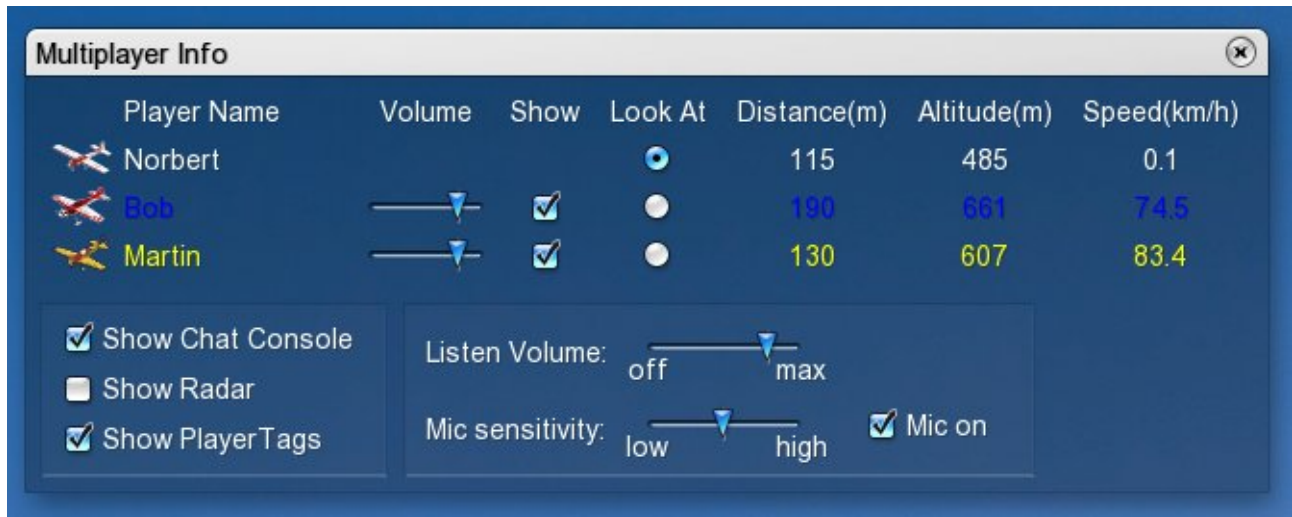 Multiplayer Info
Player Name Volume Show Look At Distance(m) Altitude(m) Speed(km/h)
Norbert 115 485 0.1
Bob 190 661 74.5
Martin 130 607 83.4
Show Chat Console
Show Radar
Show PlayerTags
Listen Volume: off max
Mic sensitivity: low high Mic on